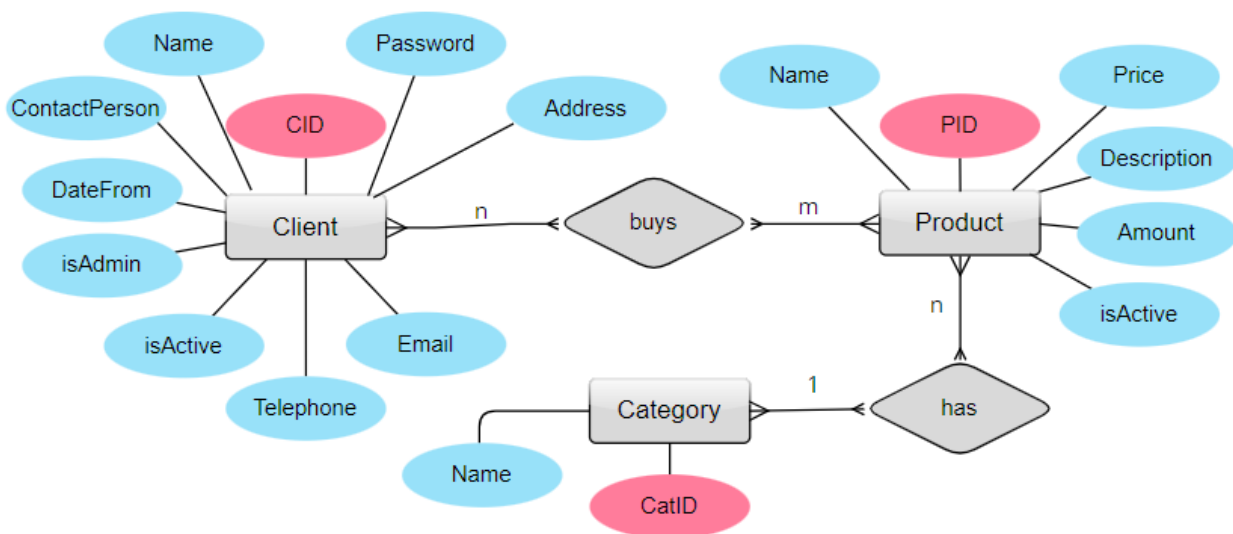 Name
Password
Name
Price
ContactPerson
CID
Address
PID
Description
DateFrom
Client
n
buys
m
Product
Amount
isAdmin
n
isActive
isActive
Email
Telephone
Category
1
has
Name
CatID